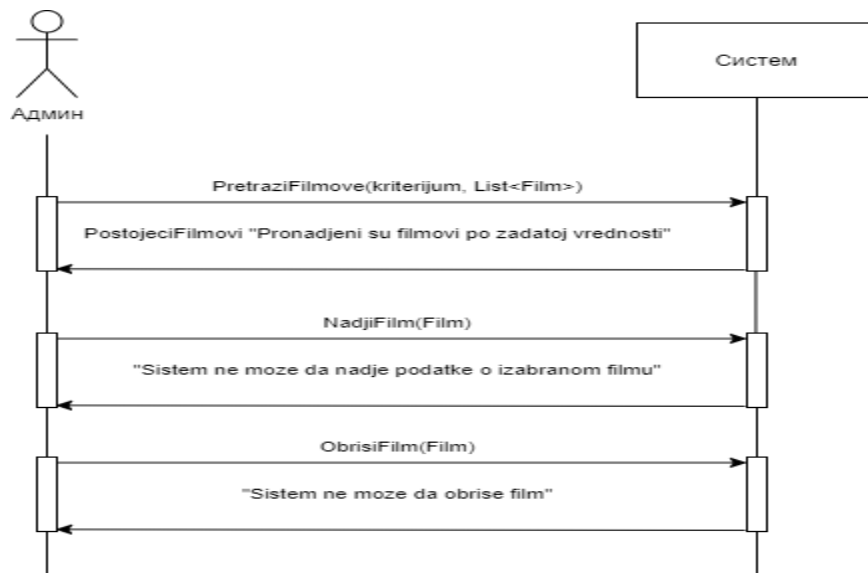 Систем
Админ
PretraziFilmove(kriterijum, List<Film>)
PostojeciFilmovi "Pronadjeni su filmovi po zadatoj vrednosti"
NadjiFilm(Film)
"Sistem ne moze da nadje podatke o izabranom filmu"
ObrisiFilm(Film)
"Sistem ne moze da obrise film"